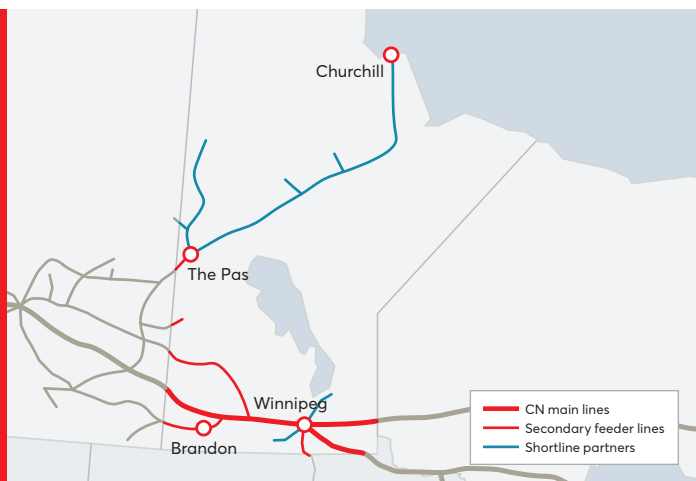 Churchill
The Pas
Winnipeg
Brandon
CN main lines
Secondary feeder lines
Shortline partners